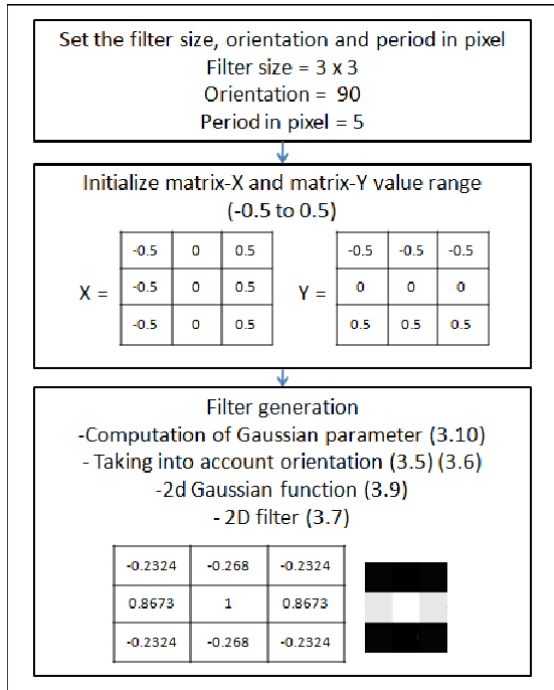 Set the filter size, orientation and period in pixel
Filter size = 3 x 3
Orientation = 90
Period in pixel = 5
Initialize matrix-X and matrix-Y value range
(-0.5 to 0.5)
X =
-0.5 0 0.5
-0.5 0 0.5
-0.5 0 0.5
Y =
-0.5 -0.5 -0.5
0 0 0
0.5 0.5 0.5
Filter generation
-Computation of Gaussian parameter (3.10)
- Taking into account orientation (3.5) (3.6)
-2d Gaussian function (3.9)
- 2D filter (3.7)
-0.2324 -0.268 -0.2324
0.8673 1 0.8673
-0.2324 -0.268 -0.2324